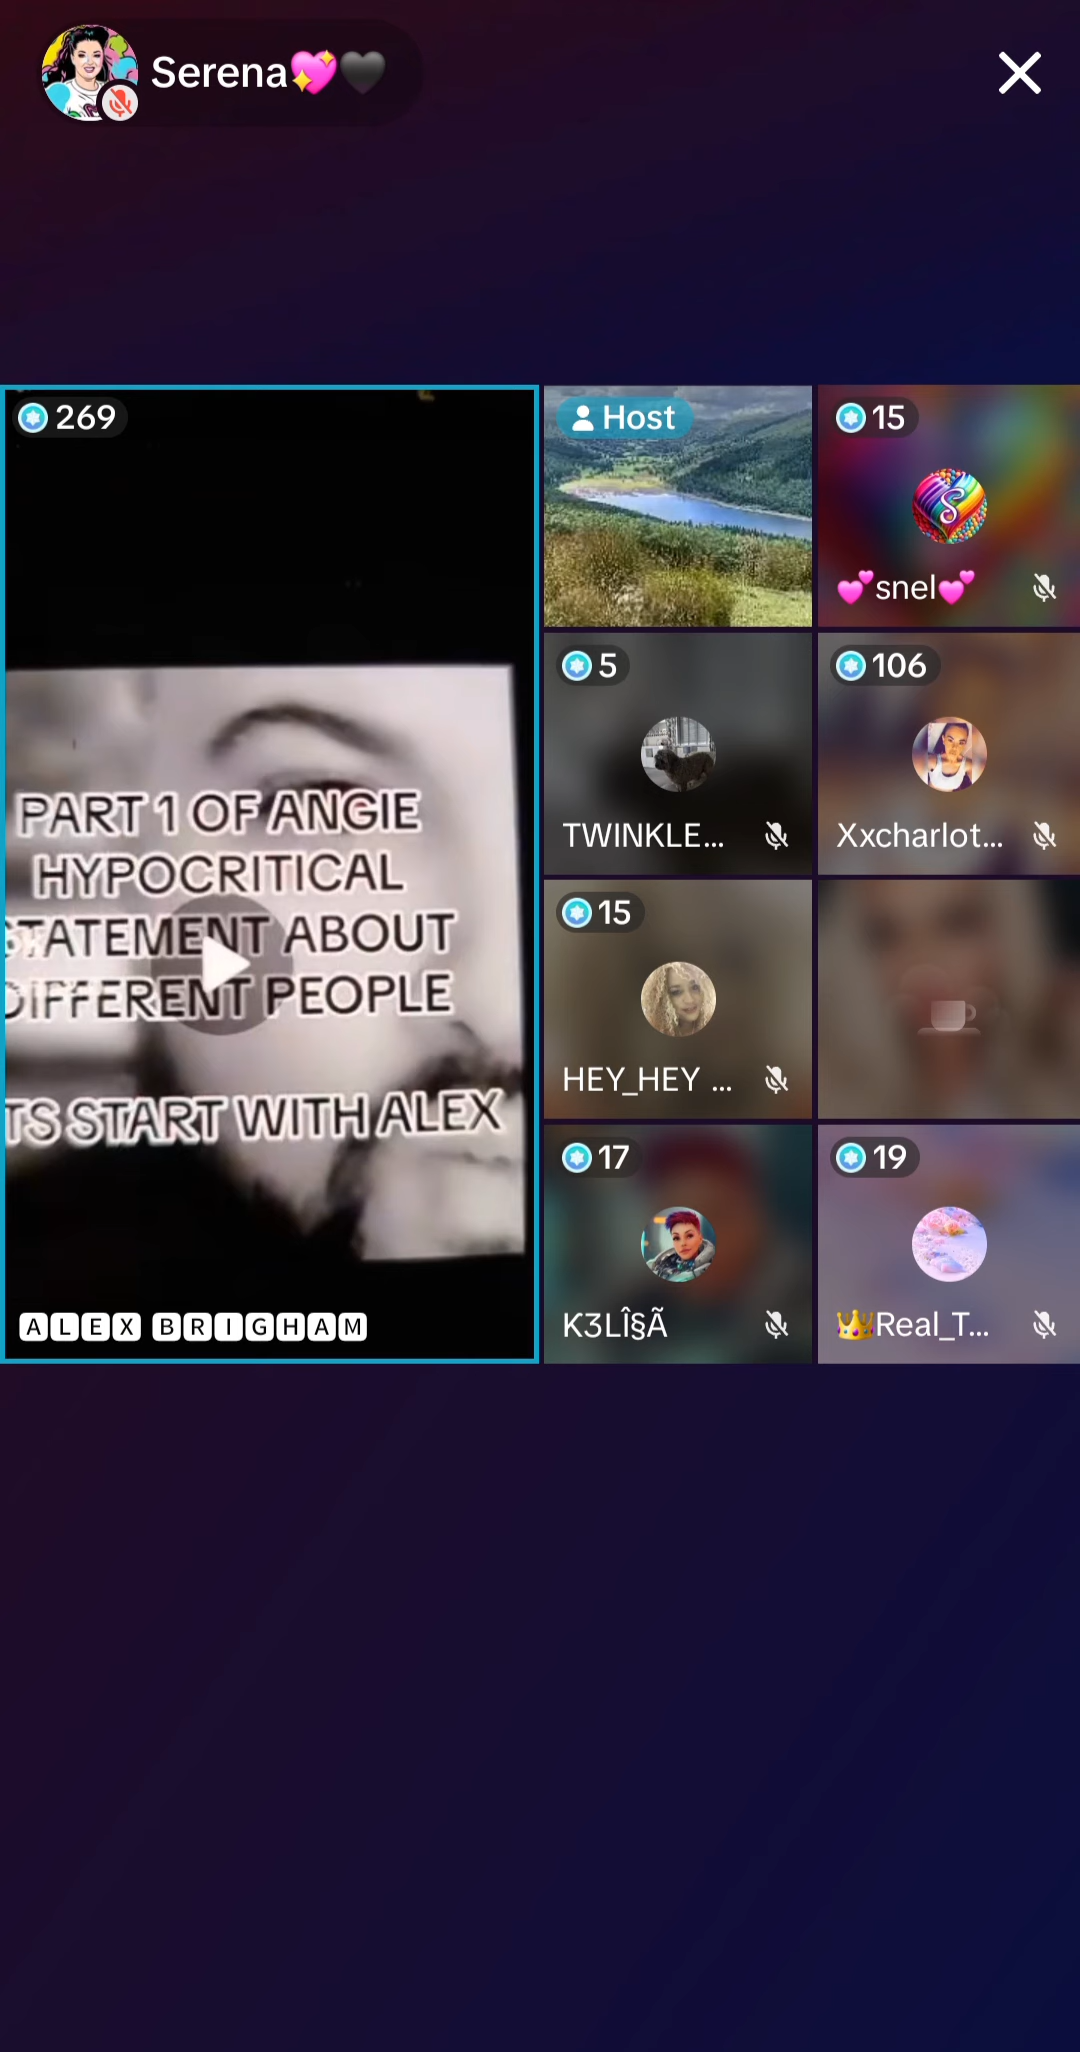 Serena💖🖤
269
PART 1 OF ANGIE
HYPOCRITICAL
STATEMENT ABOUT
DIFFERENT PEOPLE
TS START WITH ALEX
ALEX BRIGHAM
Host
15
💕snel💕
5
TWINKLE...
106
Xxcharlot...
15
HEY_HEY ...
17
K3LÎ§Ã
19
👑Real_T...